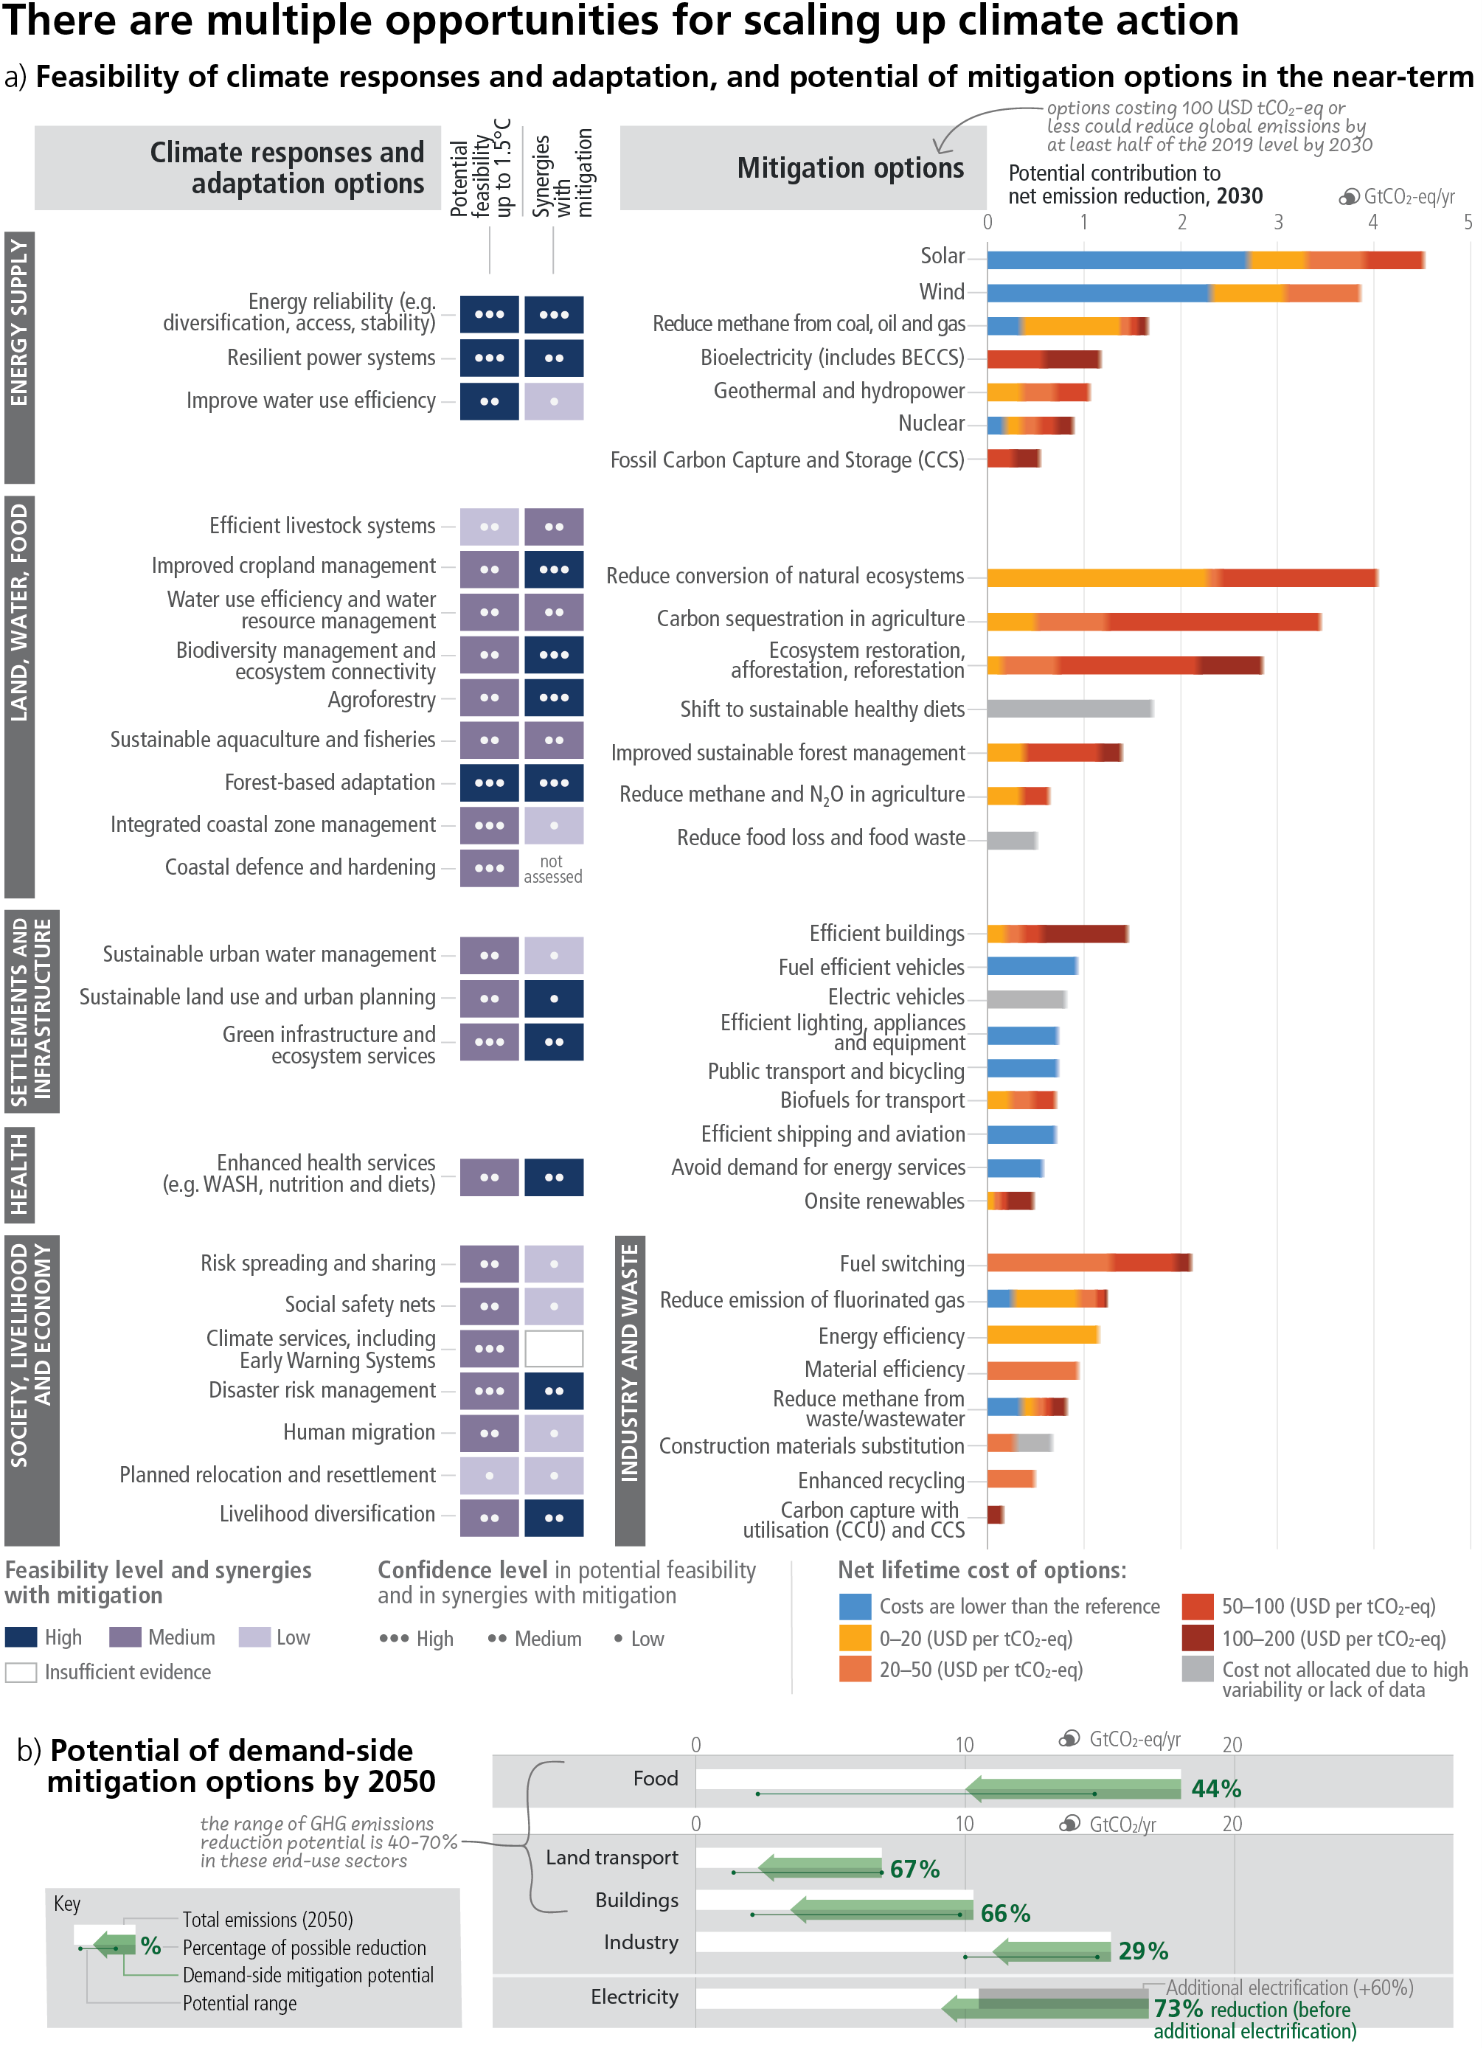 There are multiple opportunities for scaling up climate action
a) Feasibility of climate responses and adaptation, and potential of mitigation options in the near-term
options costing 100 USD tCO₂-eq or
less could reduce global emissions by
at least half of the 2019 level by 2030
Climate responses and
adaptation options
Potential
feasibility
up to 1.5°C
Synergies
with
mitigation
Mitigation options
Potential contribution to
net emission reduction, 2030
GtCO₂-eq/yr
0 1 2 3 4 5
ENERGY SUPPLY
Energy reliability (e.g.
diversification, access, stability)
Resilient power systems
Improve water use efficiency
Solar
Wind
Reduce methane from coal, oil and gas
Bioelectricity (includes BECCS)
Geothermal and hydropower
Nuclear
Fossil Carbon Capture and Storage (CCS)
LAND, WATER, FOOD
Efficient livestock systems
Improved cropland management
Water use efficiency and water
resource management
Biodiversity management and
ecosystem connectivity
Agroforestry
Sustainable aquaculture and fisheries
Forest-based adaptation
Integrated coastal zone management
Coastal defence and hardening
not
assessed
Reduce conversion of natural ecosystems
Carbon sequestration in agriculture
Ecosystem restoration,
afforestation, reforestation
Shift to sustainable healthy diets
Improved sustainable forest management
Reduce methane and N₂O in agriculture
Reduce food loss and food waste
SETTLEMENTS AND
INFRASTRUCTURE
Sustainable urban water management
Sustainable land use and urban planning
Green infrastructure and
ecosystem services
Efficient buildings
Fuel efficient vehicles
Electric vehicles
Efficient lighting, appliances
and equipment
Public transport and bicycling
Biofuels for transport
Efficient shipping and aviation
Avoid demand for energy services
Onsite renewables
HEALTH
Enhanced health services
(e.g. WASH, nutrition and diets)
SOCIETY, LIVELIHOOD
AND ECONOMY
Risk spreading and sharing
Social safety nets
Climate services, including
Early Warning Systems
Disaster risk management
Human migration
Planned relocation and resettlement
Livelihood diversification
INDUSTRY AND WASTE
Fuel switching
Reduce emission of fluorinated gas
Energy efficiency
Material efficiency
Reduce methane from
waste/wastewater
Construction materials substitution
Enhanced recycling
Carbon capture with
utilisation (CCU) and CCS
Feasibility level and synergies
with mitigation
High Medium Low
Insufficient evidence
Confidence level in potential feasibility
and in synergies with mitigation
High Medium Low
Net lifetime cost of options:
Costs are lower than the reference
0–20 (USD per tCO₂-eq)
20–50 (USD per tCO₂-eq)
50–100 (USD per tCO₂-eq)
100–200 (USD per tCO₂-eq)
Cost not allocated due to high
variability or lack of data
b) Potential of demand-side
mitigation options by 2050
the range of GHG emissions
reduction potential is 40-70%
in these end-use sectors
Key
Total emissions (2050)
% Percentage of possible reduction
Demand-side mitigation potential
Potential range
0 10 GtCO₂-eq/yr 20
Food 44%
0 10 GtCO₂/yr 20
Land transport 67%
Buildings 66%
Industry 29%
Electricity
Additional electrification (+60%)
73% reduction (before
additional electrification)